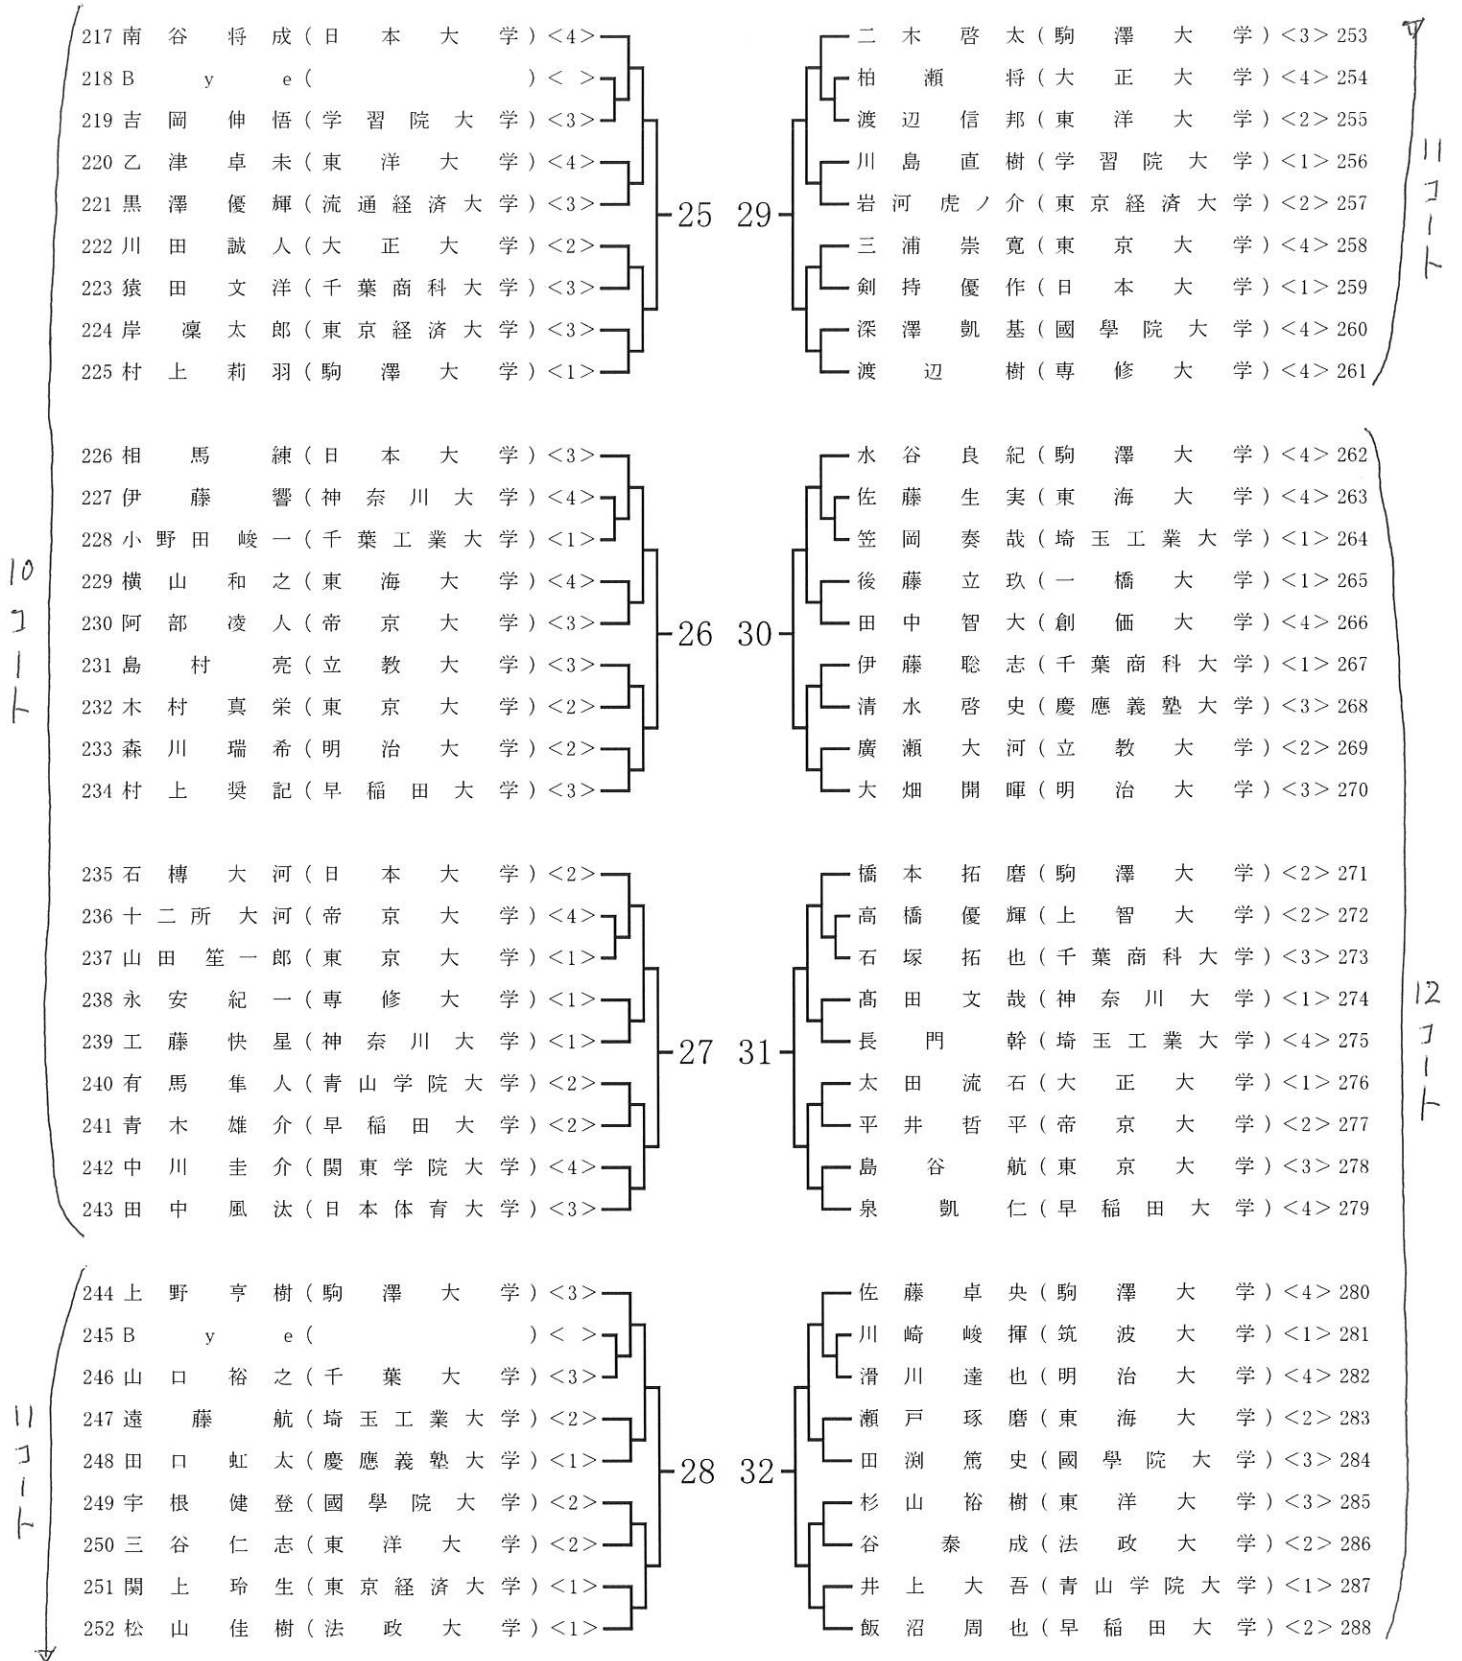 217 南谷 将成 (日本大学) <4>
218 Bye ( ) < >
219 吉岡 伸悟 (学習院大学) <3>
220 乙津 卓未 (東洋大学) <4>
221 黒澤 優輝 (流通経済大学) <3>
222 川田 誠人 (大正大学) <2>
223 猿田 文洋 (千葉商科大学) <3>
224 岸 凜太郎 (東京経済大学) <3>
225 村上 莉羽 (駒澤大学) <1>
25
226 相馬 練 (日本大学) <3>
227 伊藤 響 (神奈川大学) <4>
228 小野田 峻一 (千葉工業大学) <1>
229 横山 和之 (東海大学) <4>
230 阿部 凌人 (帝京大学) <3>
231 島村 亮 (立教大学) <3>
232 木村 真栄 (東京大学) <2>
233 森川 瑞希 (明治大学) <2>
234 村上 奨記 (早稲田大学) <3>
26
235 石槫 大河 (日本大学) <2>
236 十二所 大河 (帝京大学) <4>
237 山田 笙一郎 (東京大学) <1>
238 永安 紀一 (専修大学) <1>
239 工藤 快星 (神奈川大学) <1>
240 有馬 隼人 (青山学院大学) <2>
241 青木 雄介 (早稲田大学) <2>
242 中川 圭介 (関東学院大学) <4>
243 田中 風汰 (日本体育大学) <3>
27
10コート
244 上野 亨樹 (駒澤大学) <3>
245 Bye ( ) < >
246 山口 裕之 (千葉大学) <3>
247 遠藤 航 (埼玉工業大学) <2>
248 田口 虹太 (慶應義塾大学) <1>
249 宇根 健登 (國學院大学) <2>
250 三谷 仁志 (東洋大学) <2>
251 関上 玲生 (東京経済大学) <1>
252 松山 佳樹 (法政大学) <1>
28
11コート
二木 啓太 (駒澤大学) <3> 253
柏瀬 将 (大正大学) <4> 254
渡辺 信邦 (東洋大学) <2> 255
川島 直樹 (学習院大学) <1> 256
岩河 虎ノ介 (東京経済大学) <2> 257
三浦 崇寛 (東京大学) <4> 258
剣持 優作 (日本大学) <1> 259
深澤 凱基 (國學院大学) <4> 260
渡辺 樹 (専修大学) <4> 261
29
11コート
水谷 良紀 (駒澤大学) <4> 262
佐藤 生実 (東海大学) <4> 263
笠岡 奏哉 (埼玉工業大学) <1> 264
後藤 立玖 (一橋大学) <1> 265
田中 智大 (創価大学) <4> 266
伊藤 聡志 (千葉商科大学) <1> 267
清水 啓史 (慶應義塾大学) <3> 268
廣瀬 大河 (立教大学) <2> 269
大畑 開暉 (明治大学) <3> 270
30
橋本 拓磨 (駒澤大学) <2> 271
高橋 優輝 (上智大学) <2> 272
石塚 拓也 (千葉商科大学) <3> 273
髙田 文哉 (神奈川大学) <1> 274
長門 幹 (埼玉工業大学) <4> 275
太田 流石 (大正大学) <1> 276
平井 哲平 (帝京大学) <2> 277
島谷 航 (東京大学) <3> 278
泉 凱仁 (早稲田大学) <4> 279
31
佐藤 卓央 (駒澤大学) <4> 280
川崎 峻揮 (筑波大学) <1> 281
滑川 達也 (明治大学) <4> 282
瀬戸 琢磨 (東海大学) <2> 283
田渕 篤史 (國學院大学) <3> 284
杉山 裕樹 (東洋大学) <3> 285
谷 泰成 (法政大学) <2> 286
井上 大吾 (青山学院大学) <1> 287
飯沼 周也 (早稲田大学) <2> 288
32
12コート